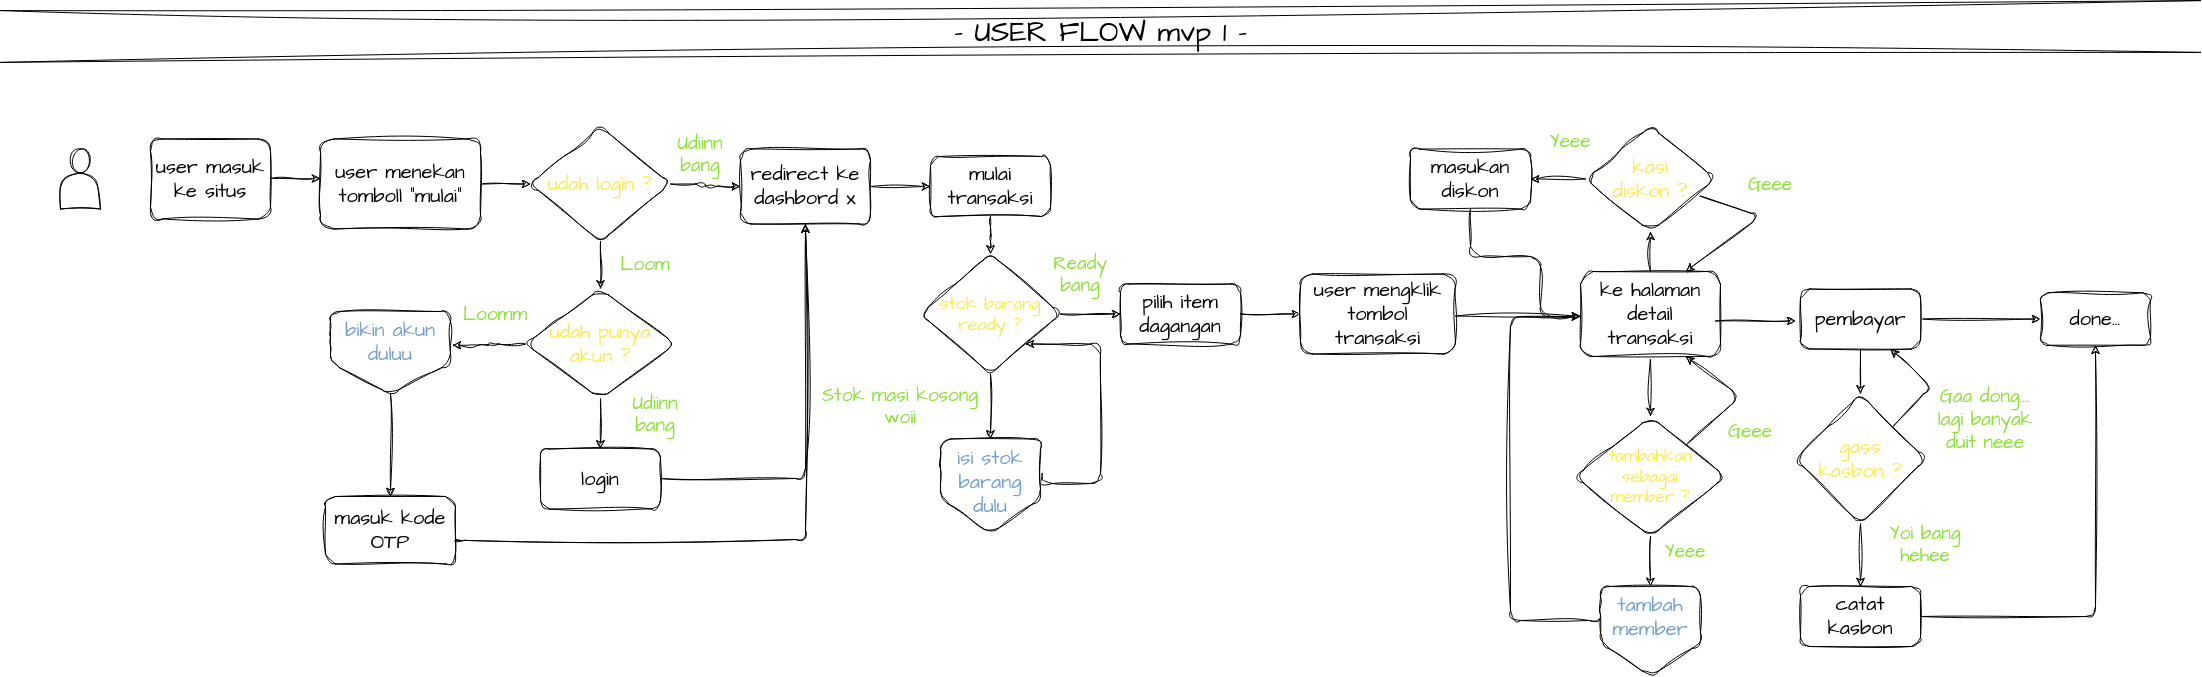 - USER FLOW mvp 1 -
user masuk
ke situs
user menekan
tomboll "mulai"
udah login ?
Udiinn
bang
redirect ke
dashbord x
mulai
transaksi
Loom
udah punya
akun ?
Loomm
bikin akun
duluu
masuk kode
OTP
Udiinn
bang
login
stok barang
ready ?
Ready
bang
Stok masi kosong
woii
isi stok
barang
dulu
pilih item
dagangan
user mengklik
tombol
transaksi
ke halaman
detail
transaksi
kasi
diskon ?
Yeee
masukan
diskon
Geee
tambahkan
sebagai
member ?
Geee
Yeee
tambah
member
pembayar
gass
kasbon ?
Gaa dong....
lagi banyak
duit neee
Yoi bang
hehee
catat
kasbon
done...